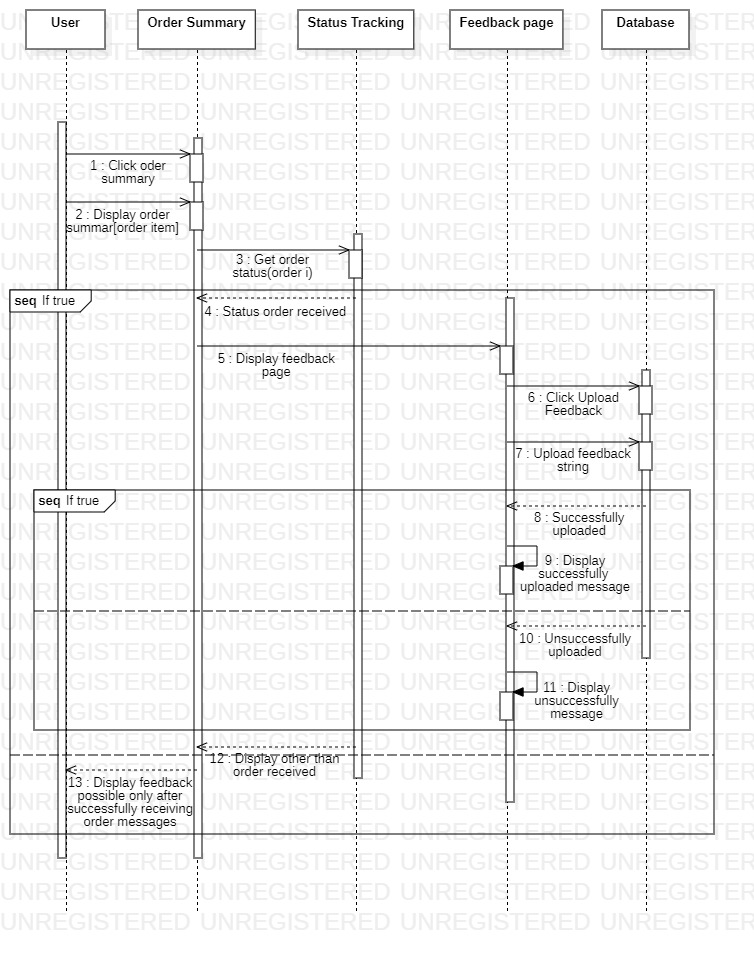 User
Order Summary
Status Tracking
Feedback page
Database
1 : Click oder
summary
2 : Display order
summar[order item]
3 : Get order
status(order i)
seq If true
4 : Status order received
5 : Display feedback
page
6 : Click Upload
Feedback
7 : Upload feedback
string
seq If true
8 : Successfully
uploaded
9 : Display
successfully
uploaded message
10 : Unsuccessfully
uploaded
11 : Display
unsuccessfully
message
12 : Display other than
order received
13 : Display feedback
possible only after
successfully receiving
order messages
UNREGISTERED